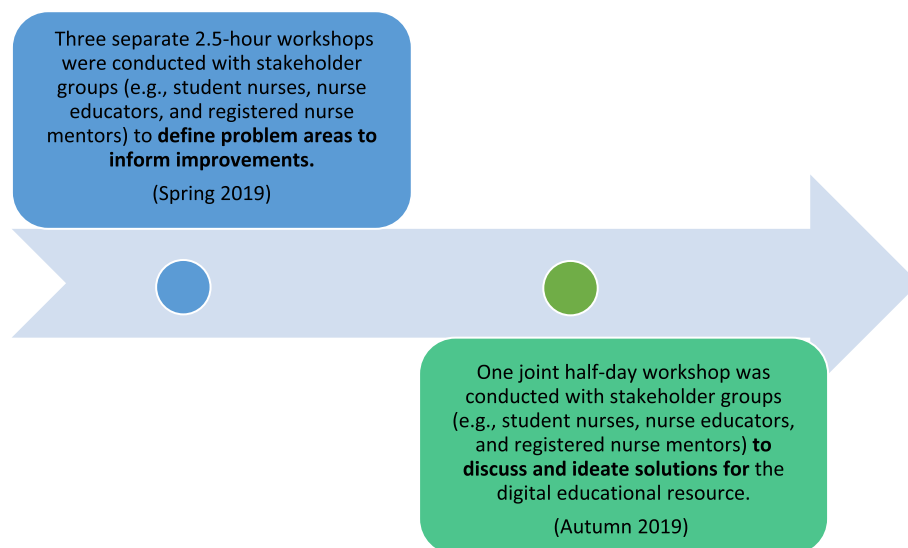 Three separate 2.5-hour workshops
were conducted with stakeholder
groups (e.g., student nurses, nurse
educators, and registered nurse
mentors) to define problem areas to
inform improvements.
(Spring 2019)
One joint half-day workshop was
conducted with stakeholder groups
(e.g., student nurses, nurse educators,
and registered nurse mentors) to
discuss and ideate solutions for the
digital educational resource.
(Autumn 2019)